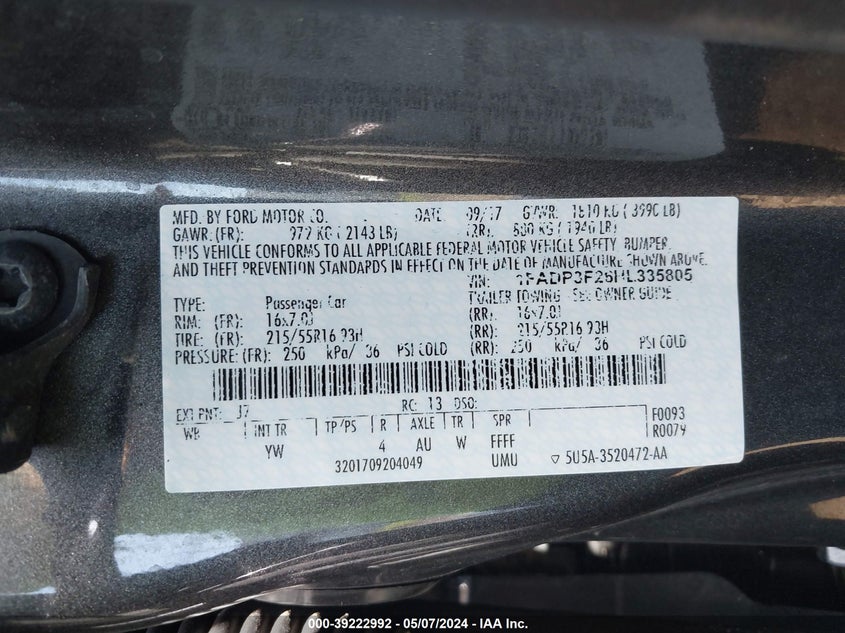 MFD. BY FORD MOTOR CO. DATE: 09/17 GVWR: 1810 KG ( 3990 LB)
GAWR: (FR): 972 KG ( 2143 LB) (RR): 880 KG ( 1940 LB)
THIS VEHICLE CONFORMS TO ALL APPLICABLE FEDERAL MOTOR VEHICLE SAFETY, BUMPER,
AND THEFT PREVENTION STANDARDS IN EFFECT ON THE DATE OF MANUFACTURE SHOWN ABOVE.
VIN: 1FADP3F26HL335805
TYPE: Passenger Car TRAILER TOWING - SEE OWNER GUIDE
RIM: (FR): 16x7.0J (RR): 16x7.0J
TIRE: (FR): 215/55R16 93H (RR): 215/55R16 93H
PRESSURE: (FR): 250 kPa/ 36 PSI COLD (RR): 250 kPa/ 36 PSI COLD
EXT PNT: J7 RC: 13 DSO:
WB INT TR TP/PS R AXLE TR SPR F0093
YW 4 AU W FFFF R0079
3201709204049 UMU ▽ 5U5A-3520472-AA
000-39222992 - 05/07/2024 - IAA Inc.